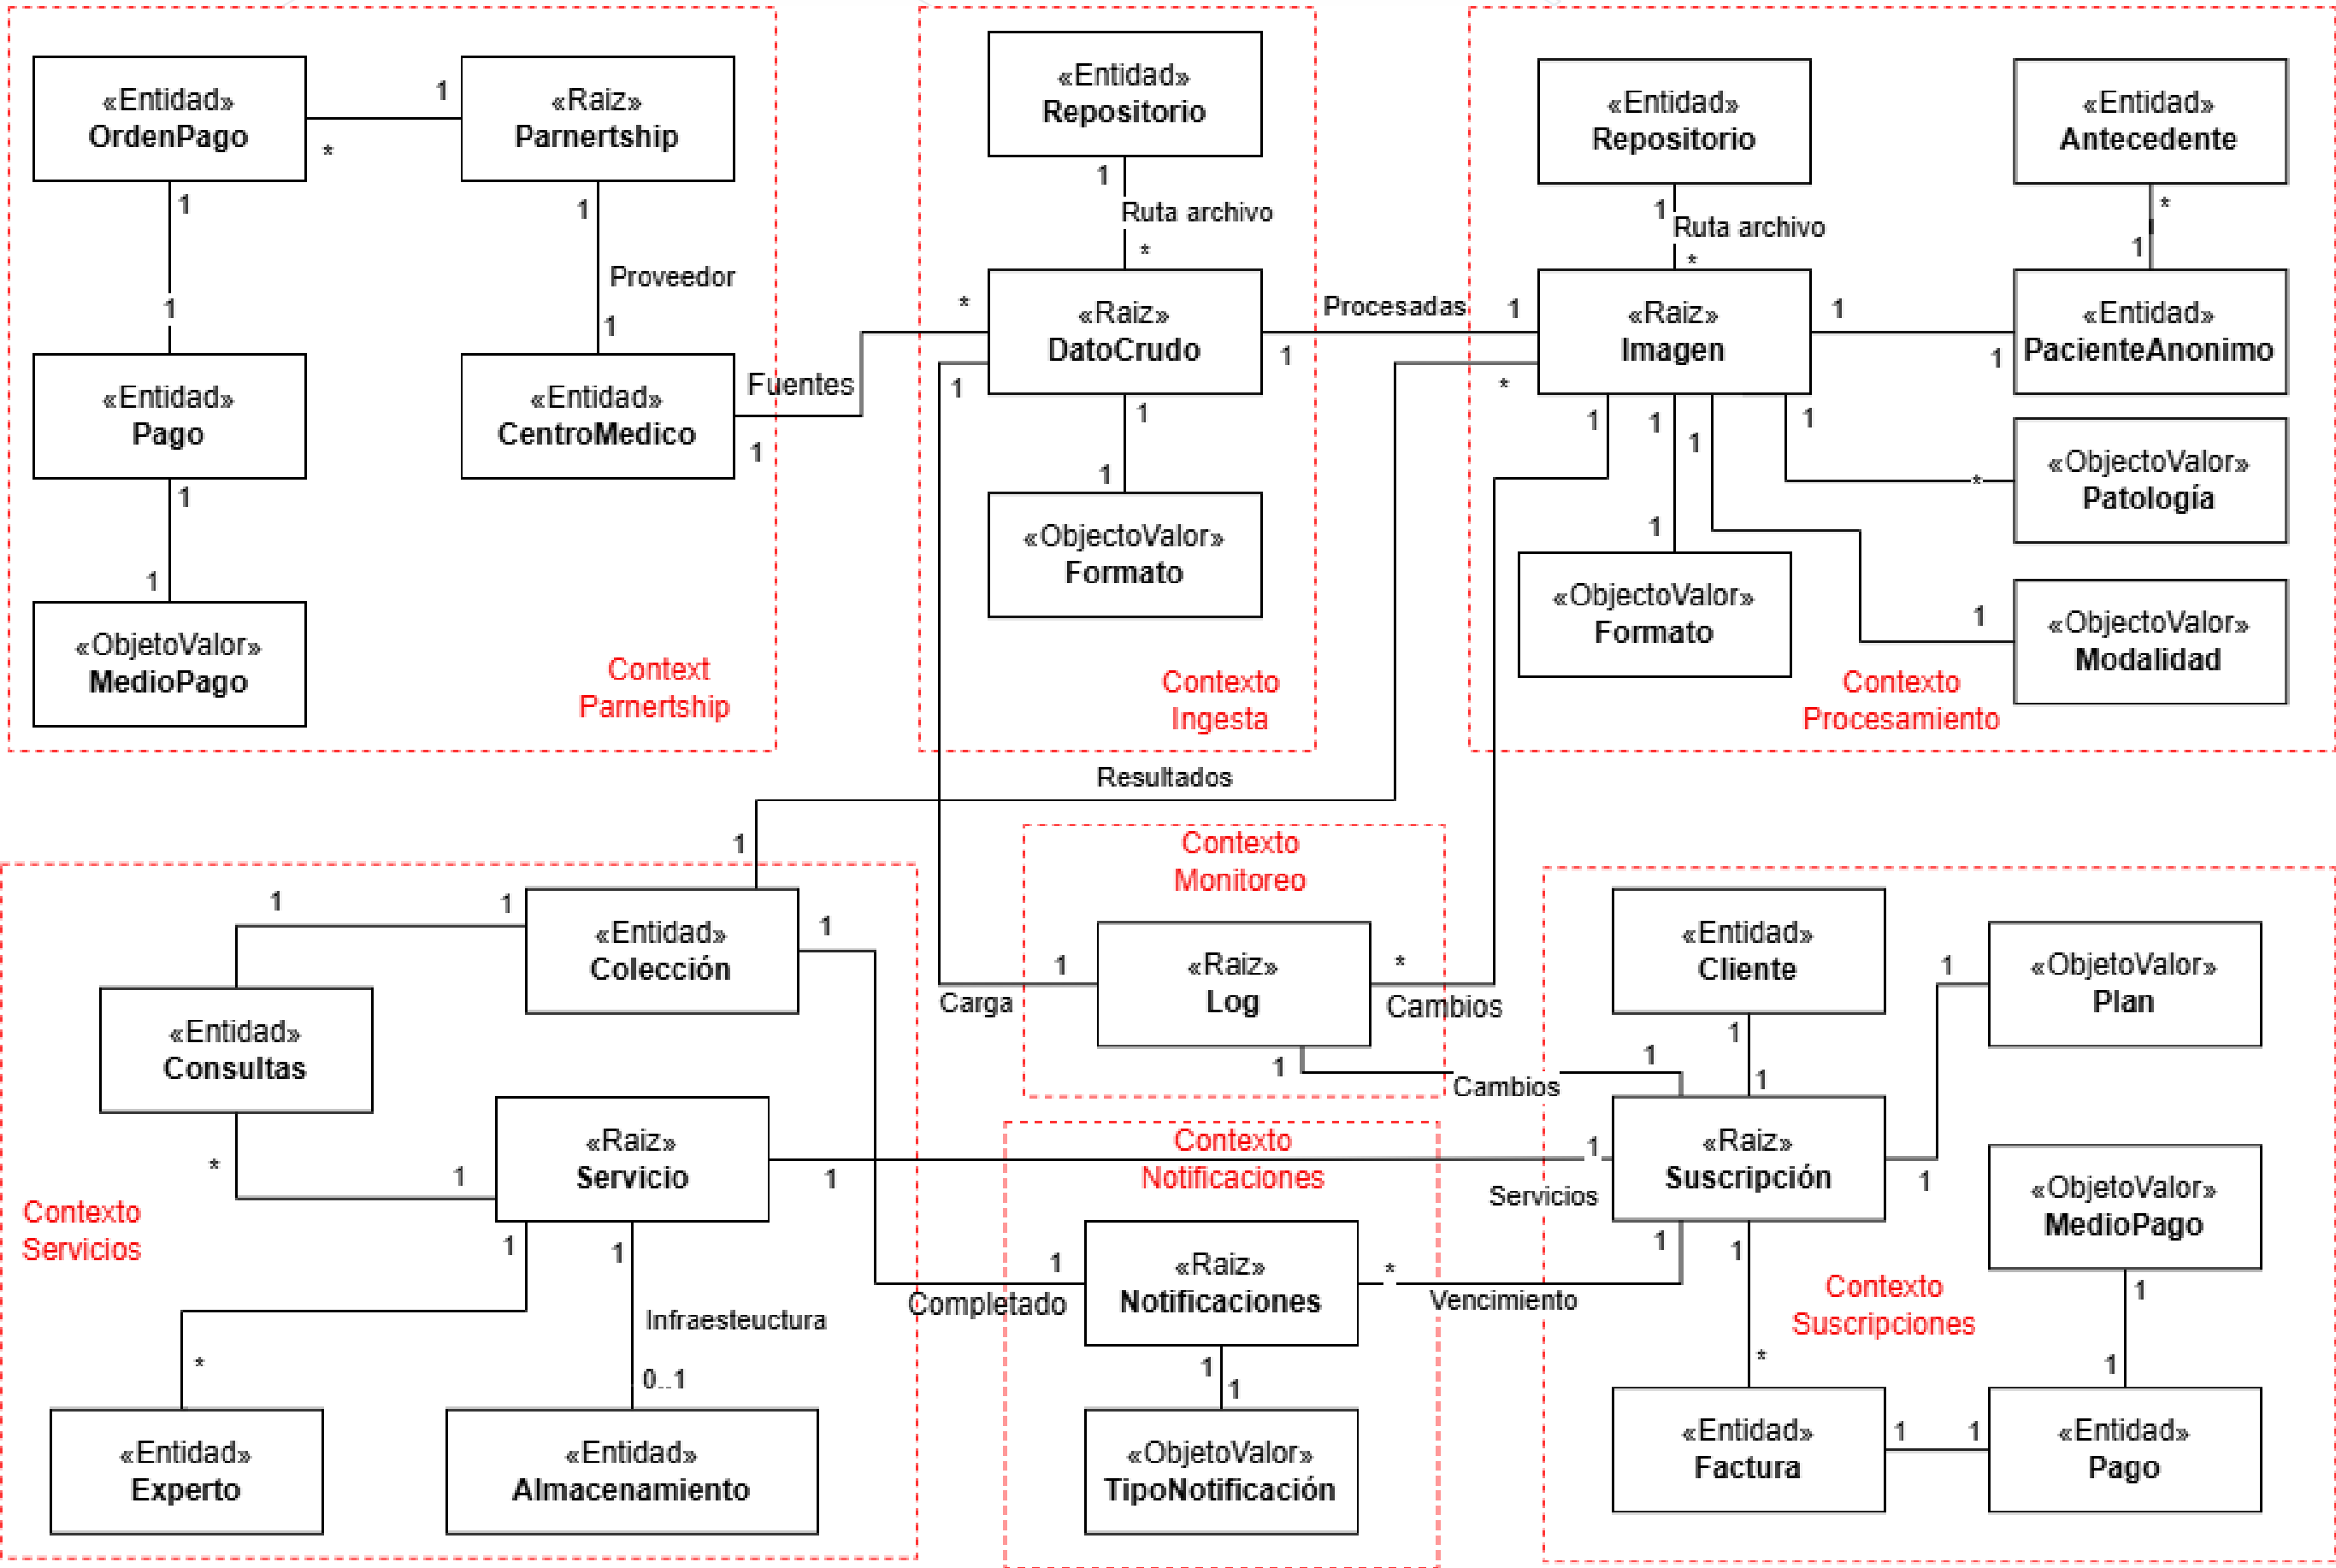 «Entidad»
OrdenPago
1
*
«Raiz»
Parnertship
1
1
1
Proveedor
1
«Entidad»
Pago
«Entidad»
CentroMedico
Fuentes
1
1
1
«ObjetoValor»
MedioPago
Context
Parnertship
«Entidad»
Repositorio
1
Ruta archivo
*
*
«Raiz»
DatoCrudo
1
1
1
1
«ObjectoValor»
Formato
Contexto
Ingesta
Procesadas
1
«Entidad»
Repositorio
1
Ruta archivo
*
«Entidad»
Antecedente
*
1
«Raiz»
Imagen
1
1
«Entidad»
PacienteAnonimo
*
1
1
1
1
*
«ObjectoValor»
Patología
1
«ObjectoValor»
Formato
1
«ObjectoValor»
Modalidad
Contexto
Procesamiento
Resultados
1
1
1
«Entidad»
Colección
1
«Entidad»
Consultas
*
1
«Raiz»
Servicio
1
Contexto
Servicios
1
1
Infraesteuctura
*
0..1
«Entidad»
Experto
«Entidad»
Almacenamiento
Contexto
Monitoreo
1
Carga
«Raiz»
Log
*
Cambios
1
Cambios
1
Contexto
Notificaciones
1
Completado
«Raiz»
Notificaciones
*
Vencimiento
1
1
«ObjetoValor»
TipoNotificación
«Entidad»
Cliente
1
1
1
«ObjetoValor»
Plan
1
Servicios
«Raiz»
Suscripción
1
1
1
«ObjetoValor»
MedioPago
1
1
Contexto
Suscripciones
*
«Entidad»
Factura
1
1
«Entidad»
Pago